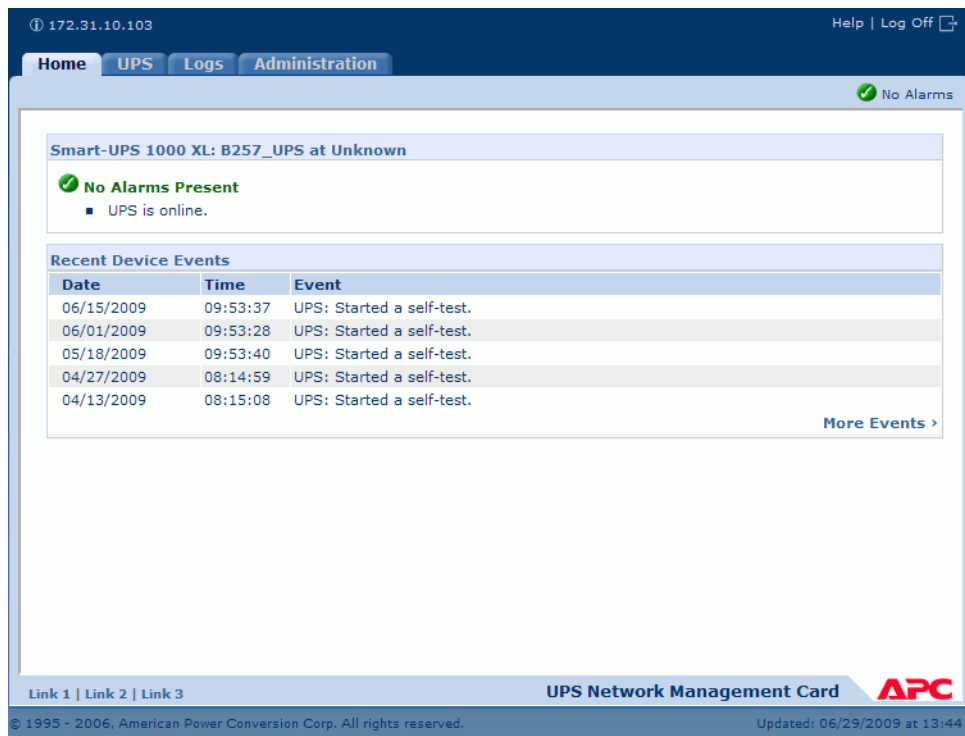 172.31.10.103 Help | Log Off
Home UPS Logs Administration
No Alarms
Smart-UPS 1000 XL: B257_UPS at Unknown
No Alarms Present
UPS is online.
Recent Device Events
Date Time Event
06/15/2009 09:53:37 UPS: Started a self-test.
06/01/2009 09:53:28 UPS: Started a self-test.
05/18/2009 09:53:40 UPS: Started a self-test.
04/27/2009 08:14:59 UPS: Started a self-test.
04/13/2009 08:15:08 UPS: Started a self-test.
More Events ›
Link 1 | Link 2 | Link 3 UPS Network Management Card APC
© 1995 - 2006, American Power Conversion Corp. All rights reserved. Updated: 06/29/2009 at 13:44